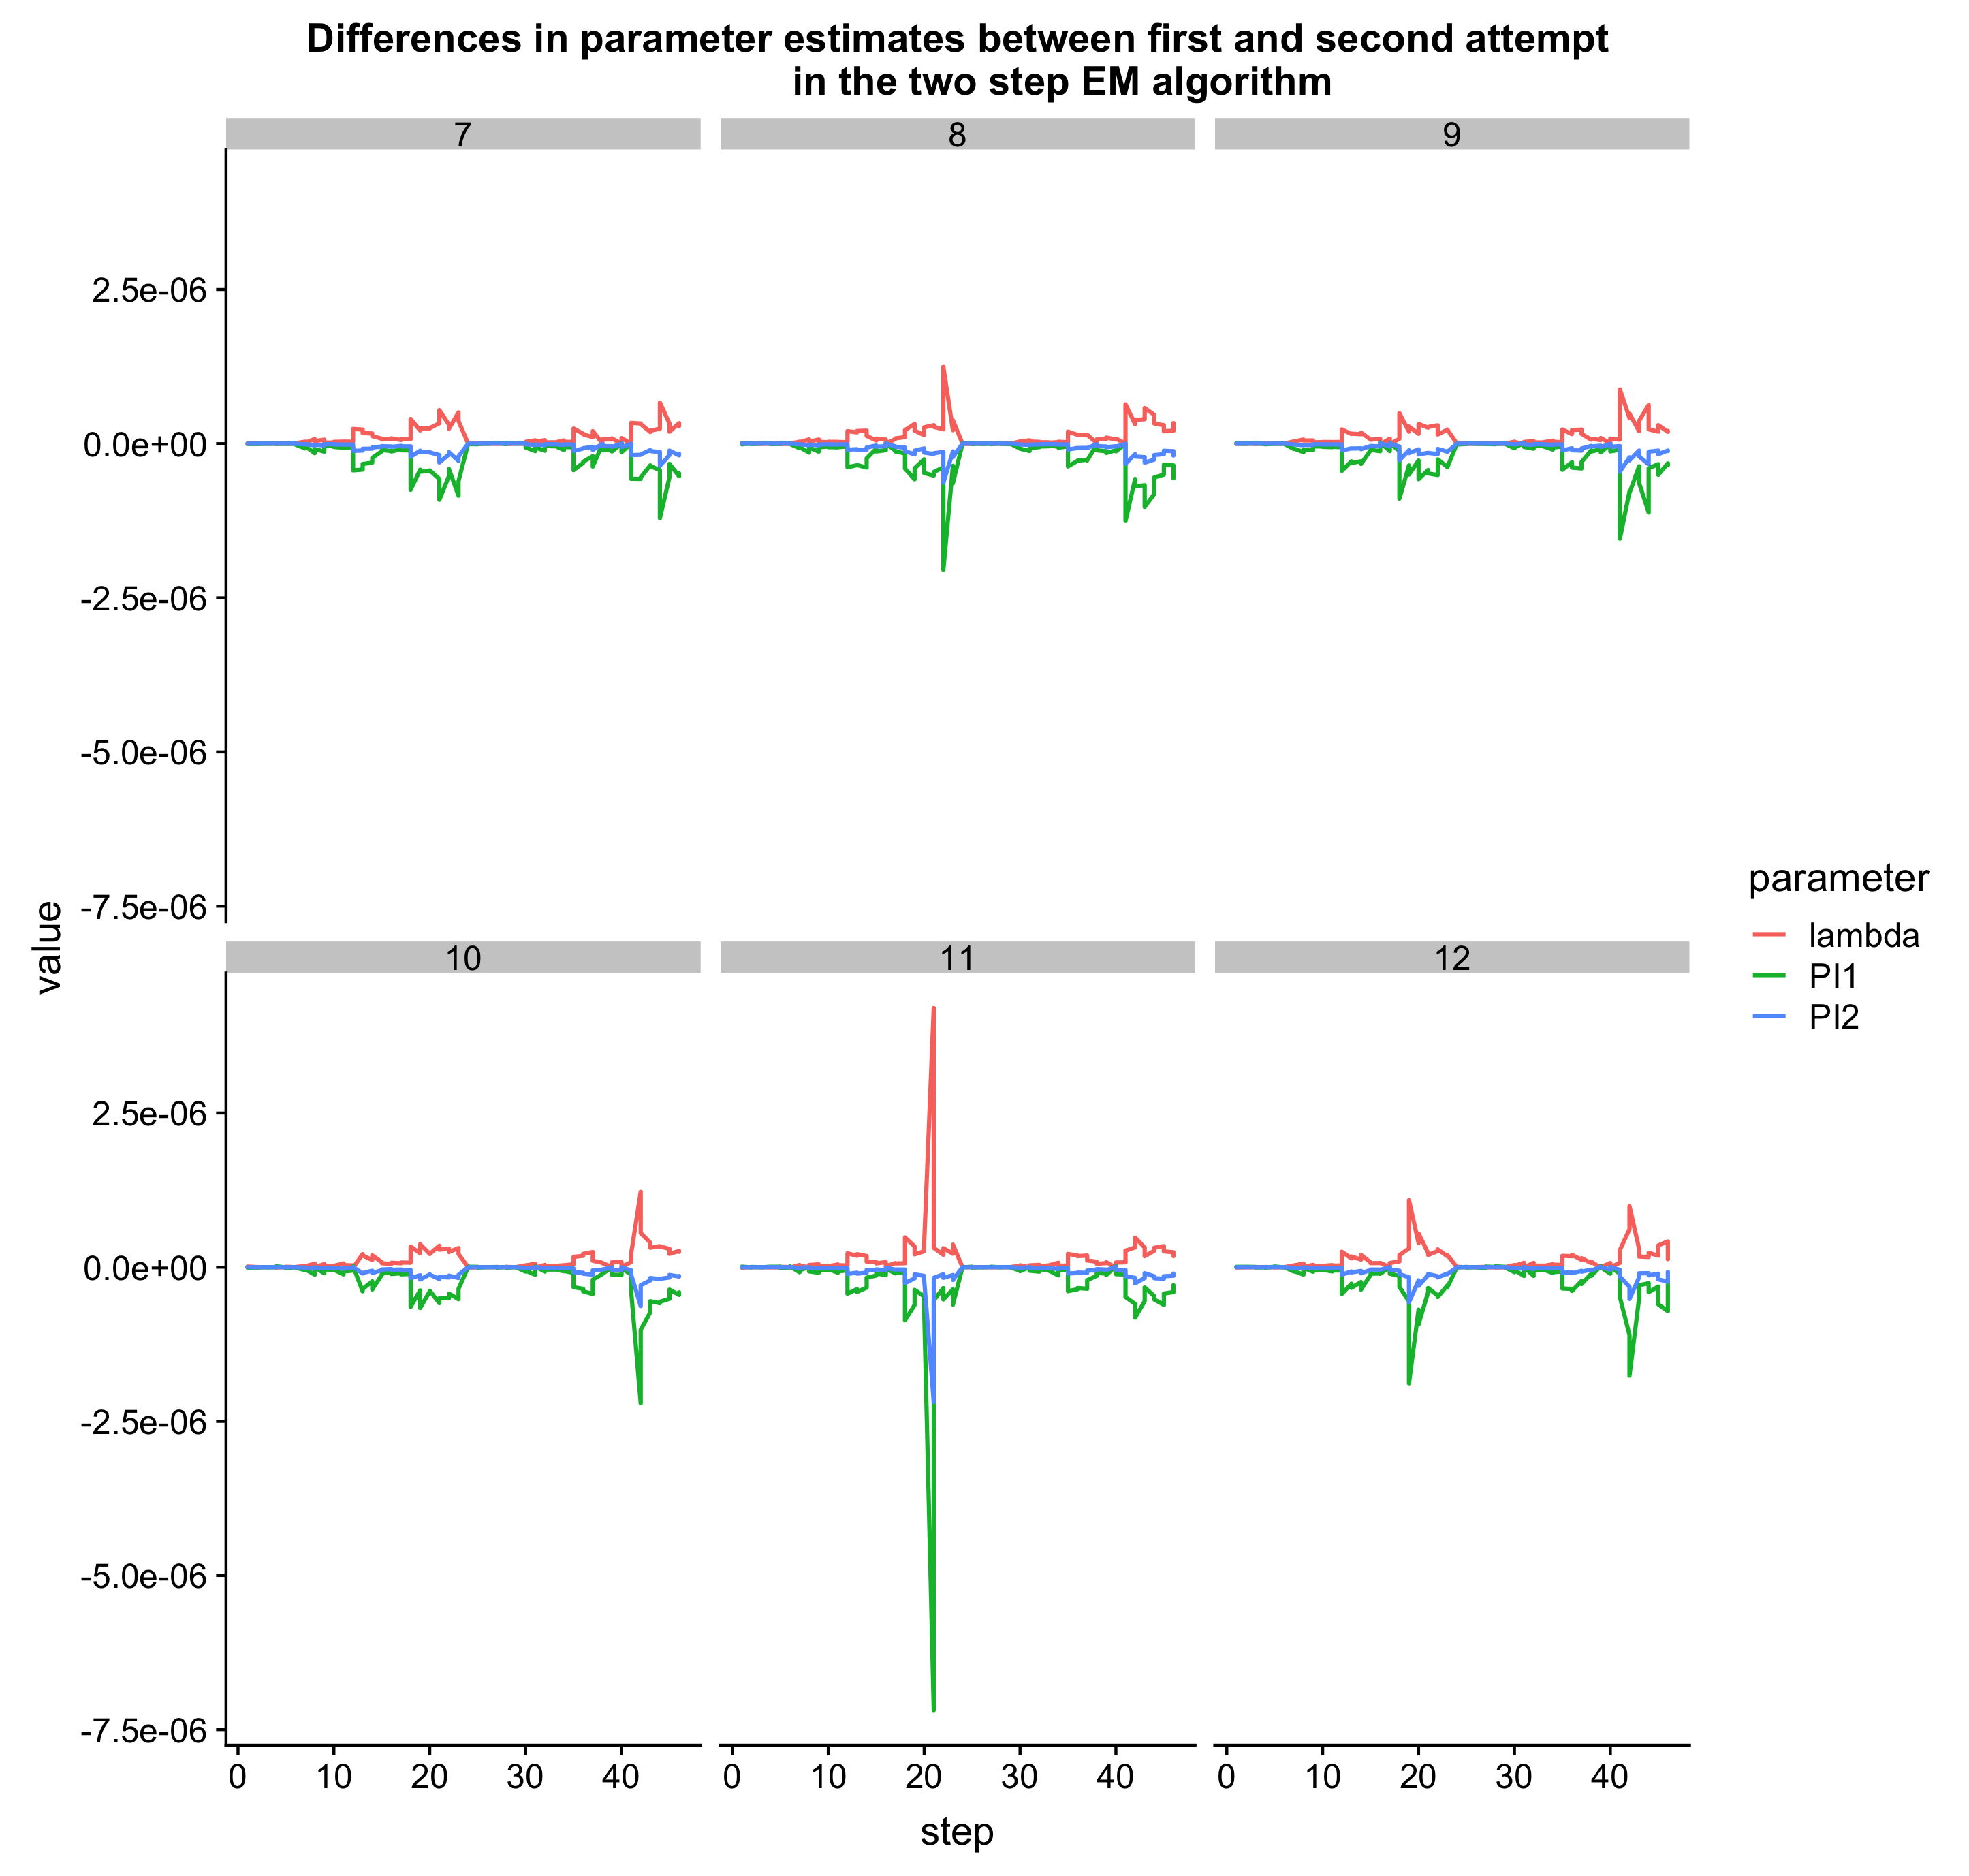 Differences in parameter estimates between first and second attempt
in the two step EM algorithm
7 8 9
2.5e-06
0.0e+00
-2.5e-06
-5.0e-06
-7.5e-06
value
10 11 12
2.5e-06
0.0e+00
-2.5e-06
-5.0e-06
-7.5e-06
0 10 20 30 40 0 10 20 30 40 0 10 20 30 40
step
parameter
lambda
PI1
PI2